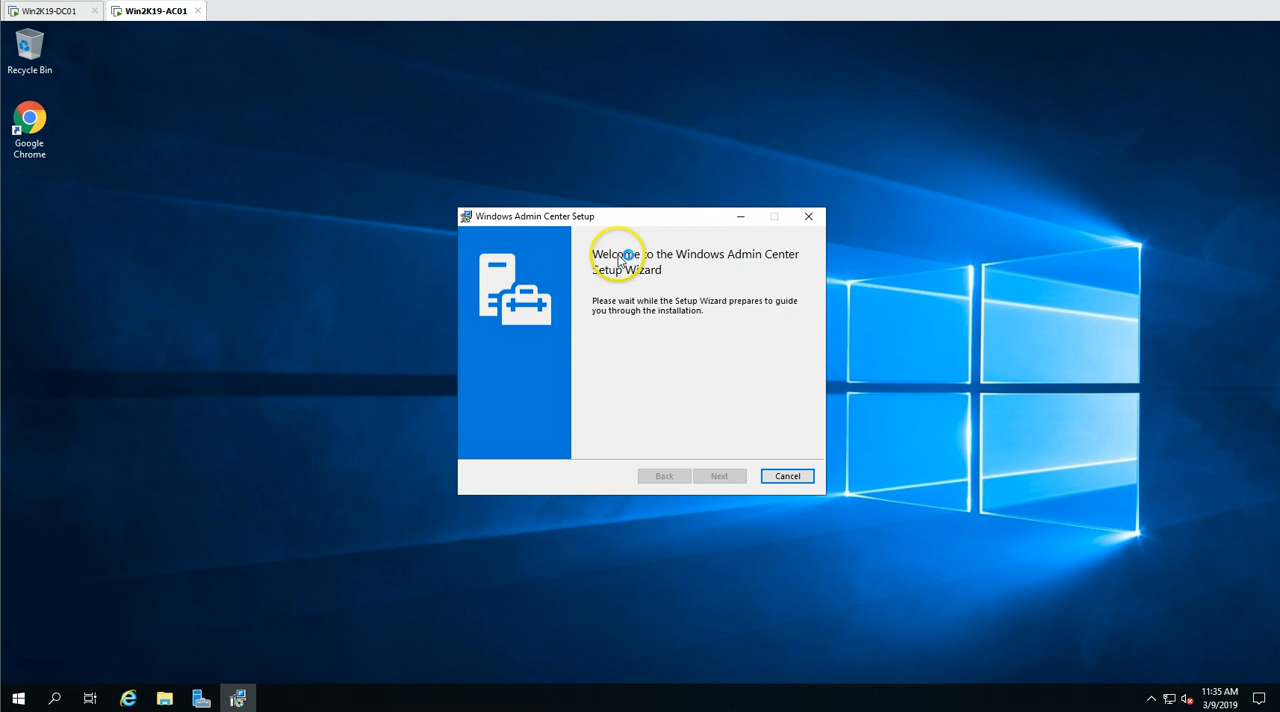 Win2K19-DC01
Win2K19-AC01
Recycle Bin
Google
Chrome
Windows Admin Center Setup
Welcome to the Windows Admin Center
Setup Wizard
Please wait while the Setup Wizard prepares to guide
you through the installation.
Back
Next
Cancel
11:35 AM
3/9/2019